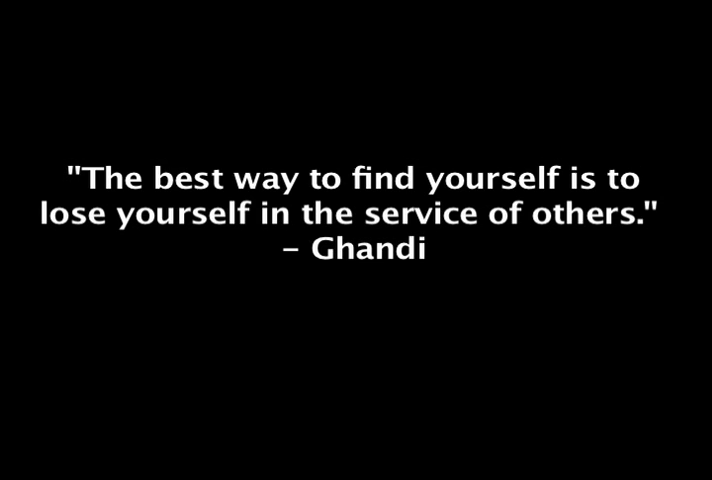 "The best way to find yourself is to
lose yourself in the service of others."
– Ghandi